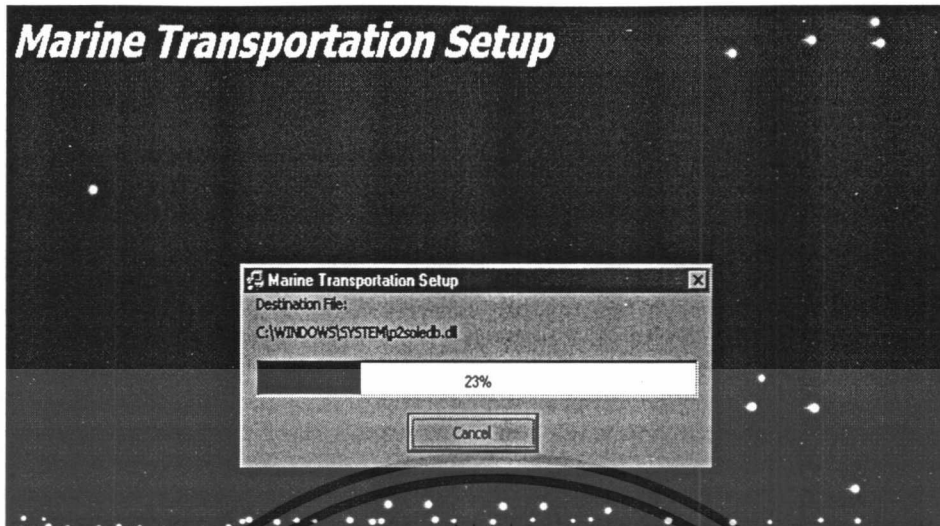 Marine Transportation Setup
Marine Transportation Setup
Destination File:
C:\WINDOWS\SYSTEM\p2soledb.dll
23%
Cancel